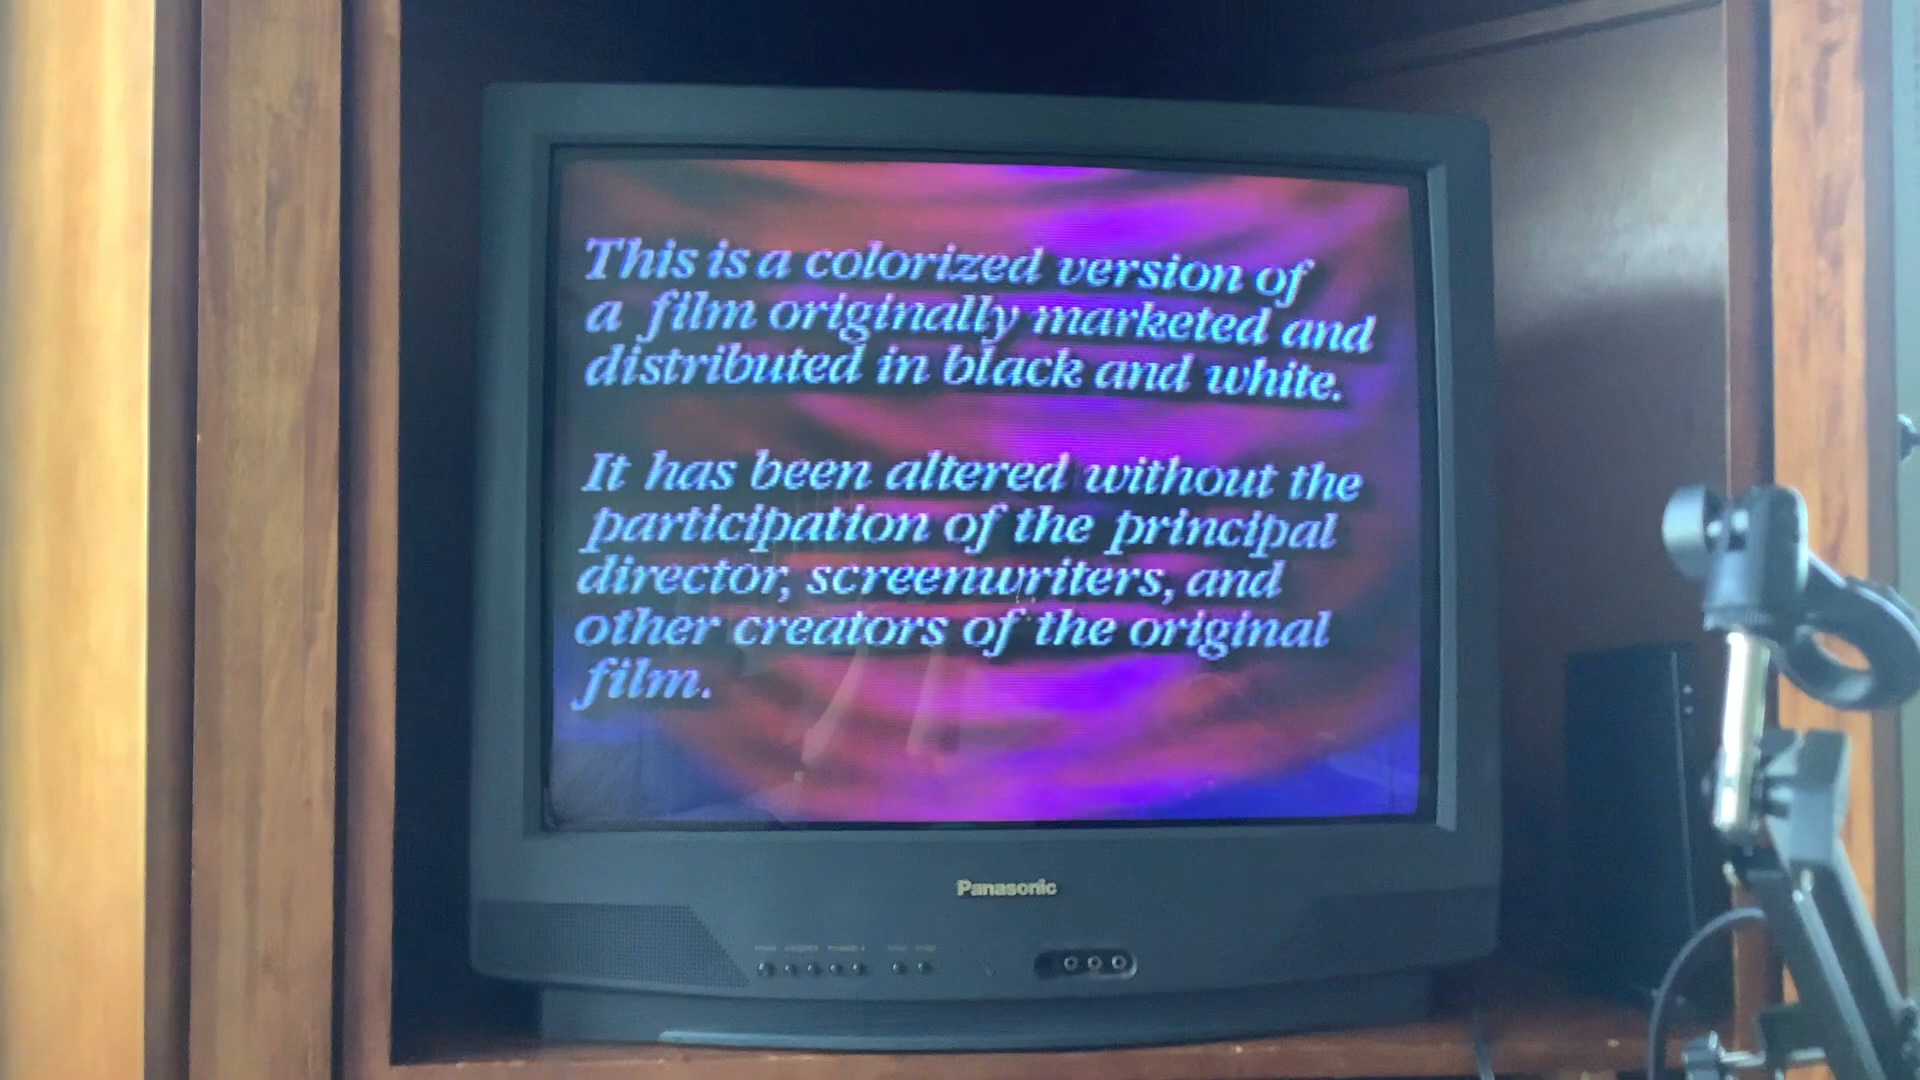 This is a colorized version of
a film originally marketed and
distributed in black and white.
It has been altered without the
participation of the principal
director, screenwriters, and
other creators of the original
film.
Panasonic